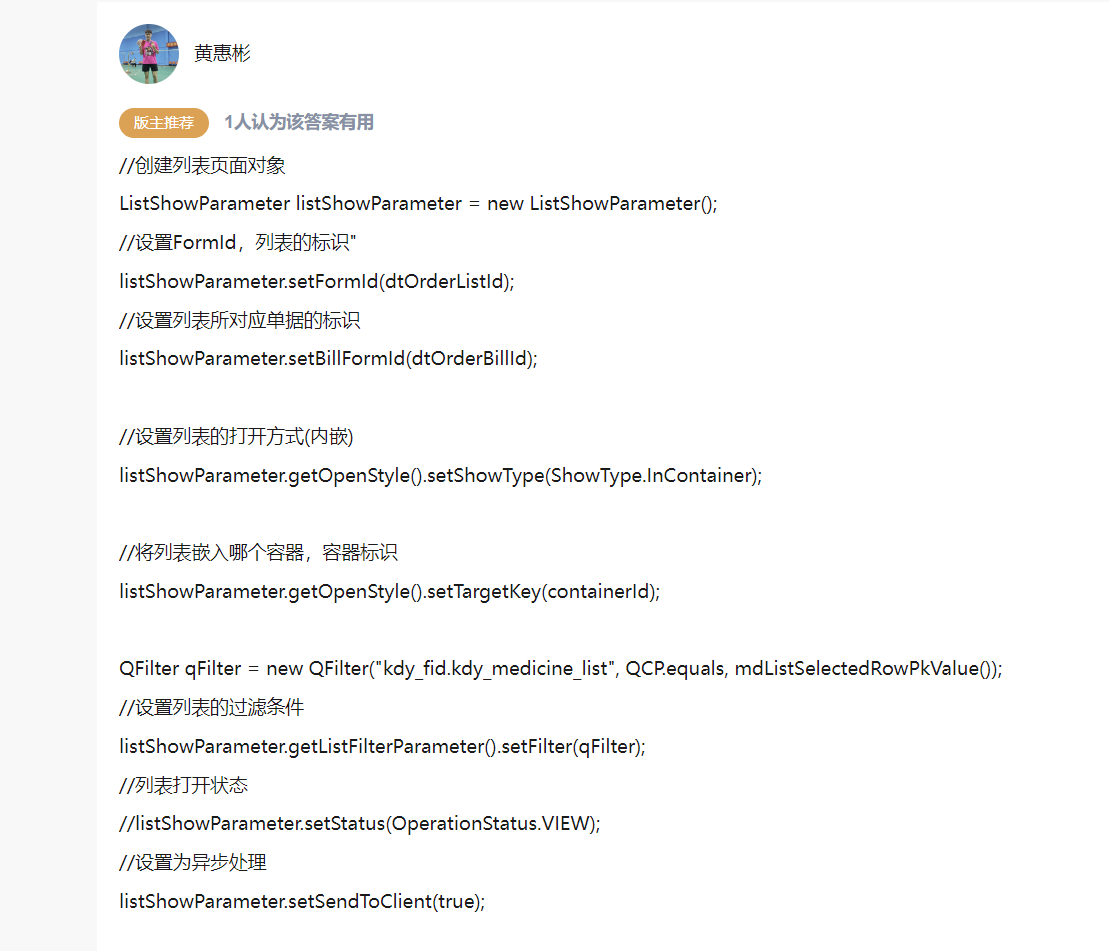 黄惠彬
版主推荐 1人认为该答案有用
//创建列表页面对象
ListShowParameter listShowParameter = new ListShowParameter();
//设置FormId，列表的标识"
listShowParameter.setFormId(dtOrderListId);
//设置列表所对应单据的标识
listShowParameter.setBillFormId(dtOrderBillId);
//设置列表的打开方式(内嵌)
listShowParameter.getOpenStyle().setShowType(ShowType.InContainer);
//将列表嵌入哪个容器，容器标识
listShowParameter.getOpenStyle().setTargetKey(containerId);
QFilter qFilter = new QFilter("kdy_fid.kdy_medicine_list", QCP.equals, mdListSelectedRowPkValue());
//设置列表的过滤条件
listShowParameter.getListFilterParameter().setFilter(qFilter);
//列表打开状态
//listShowParameter.setStatus(OperationStatus.VIEW);
//设置为异步处理
listShowParameter.setSendToClient(true);